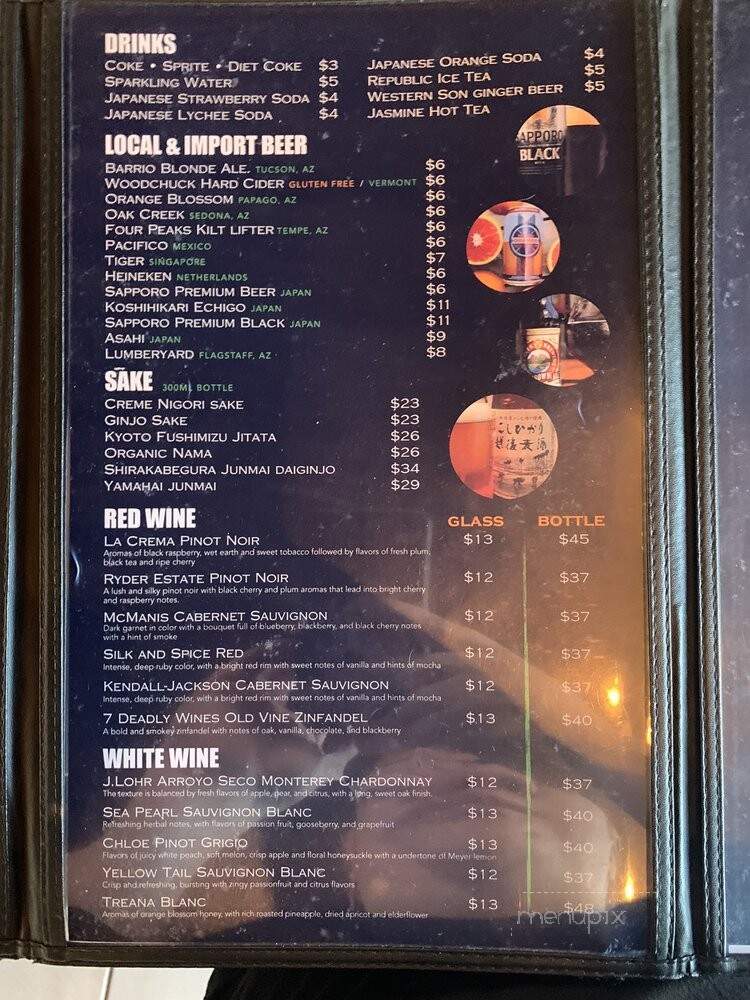 DRINKS
COKE • SPRITE • DIET COKE $3
SPARKLING WATER $5
JAPANESE STRAWBERRY SODA $4
JAPANESE LYCHEE SODA $4
JAPANESE ORANGE SODA $4
REPUBLIC ICE TEA $5
WESTERN SON GINGER BEER $5
JASMINE HOT TEA
LOCAL & IMPORT BEER
BARRIO BLONDE ALE. TUCSON, AZ $6
WOODCHUCK HARD CIDER GLUTEN FREE / VERMONT $6
ORANGE BLOSSOM PAPAGO, AZ $6
OAK CREEK SEDONA, AZ $6
FOUR PEAKS KILT LIFTER TEMPE, AZ $6
PACIFICO MEXICO $6
TIGER SINGAPORE $7
HEINEKEN NETHERLANDS $6
SAPPORO PREMIUM BEER JAPAN $6
KOSHIHIKARI ECHIGO JAPAN $11
SAPPORO PREMIUM BLACK JAPAN $11
ASAHI JAPAN $9
LUMBERYARD FLAGSTAFF, AZ $8
SAPPORO
BLACK
こしひかり
越後麦酒
SÃKE 300ML BOTTLE
CREME NIGORI SAKE $23
GINJO SAKE $23
KYOTO FUSHIMIZU JITATA $26
ORGANIC NAMA $26
SHIRAKABEGURA JUNMAI DAIGINJO $34
YAMAHAI JUNMAI $29
RED WINE GLASS BOTTLE
LA CREMA PINOT NOIR $13 $45
Aromas of black raspberry, wet earth and sweet tobacco followed by flavors of fresh plum,
black tea and ripe cherry
RYDER ESTATE PINOT NOIR $12 $37
A lush and silky pinot noir with black cherry and plum aromas that lead into bright cherry
and raspberry notes.
MCMANIS CABERNET SAUVIGNON $12 $37
Dark garnet in color with a bouquet full of blueberry, blackberry, and black cherry notes
with a hint of smoke
SILK AND SPICE RED $12 $37
Intense, deep ruby color, with a bright red rim with sweet notes of vanilla and hints of mocha
KENDALL-JACKSON CABERNET SAUVIGNON $12 $37
Intense, deep ruby color, with a bright red rim with sweet notes of vanilla and hints of mocha
7 DEADLY WINES OLD VINE ZINFANDEL $13 $40
A bold and smokey zinfandel with notes of oak, vanilla, chocolate, and blackberry
WHITE WINE
J.LOHR ARROYO SECO MONTEREY CHARDONNAY $12 $37
The texture is balanced by fresh flavors of apple, pear, and citrus, with a long, sweet oak finish.
SEA PEARL SAUVIGNON BLANC $13 $40
Refreshing herbal notes, with flavors of passion fruit, gooseberry, and grapefruit
CHLOE PINOT GRIGIO $13 $40
Flavors of juicy white peach, soft melon, crisp apple and floral honeysuckle with a undertone of Meyer lemon
YELLOW TAIL SAUVIGNON BLANC $12 $37
Crisp and refreshing, bursting with zingy passionfruit and citrus flavors
TREANA BLANC $13 $48
Aromas of orange blossom honey, with rich roasted pineapple, dried apricot and elderflower
menupix